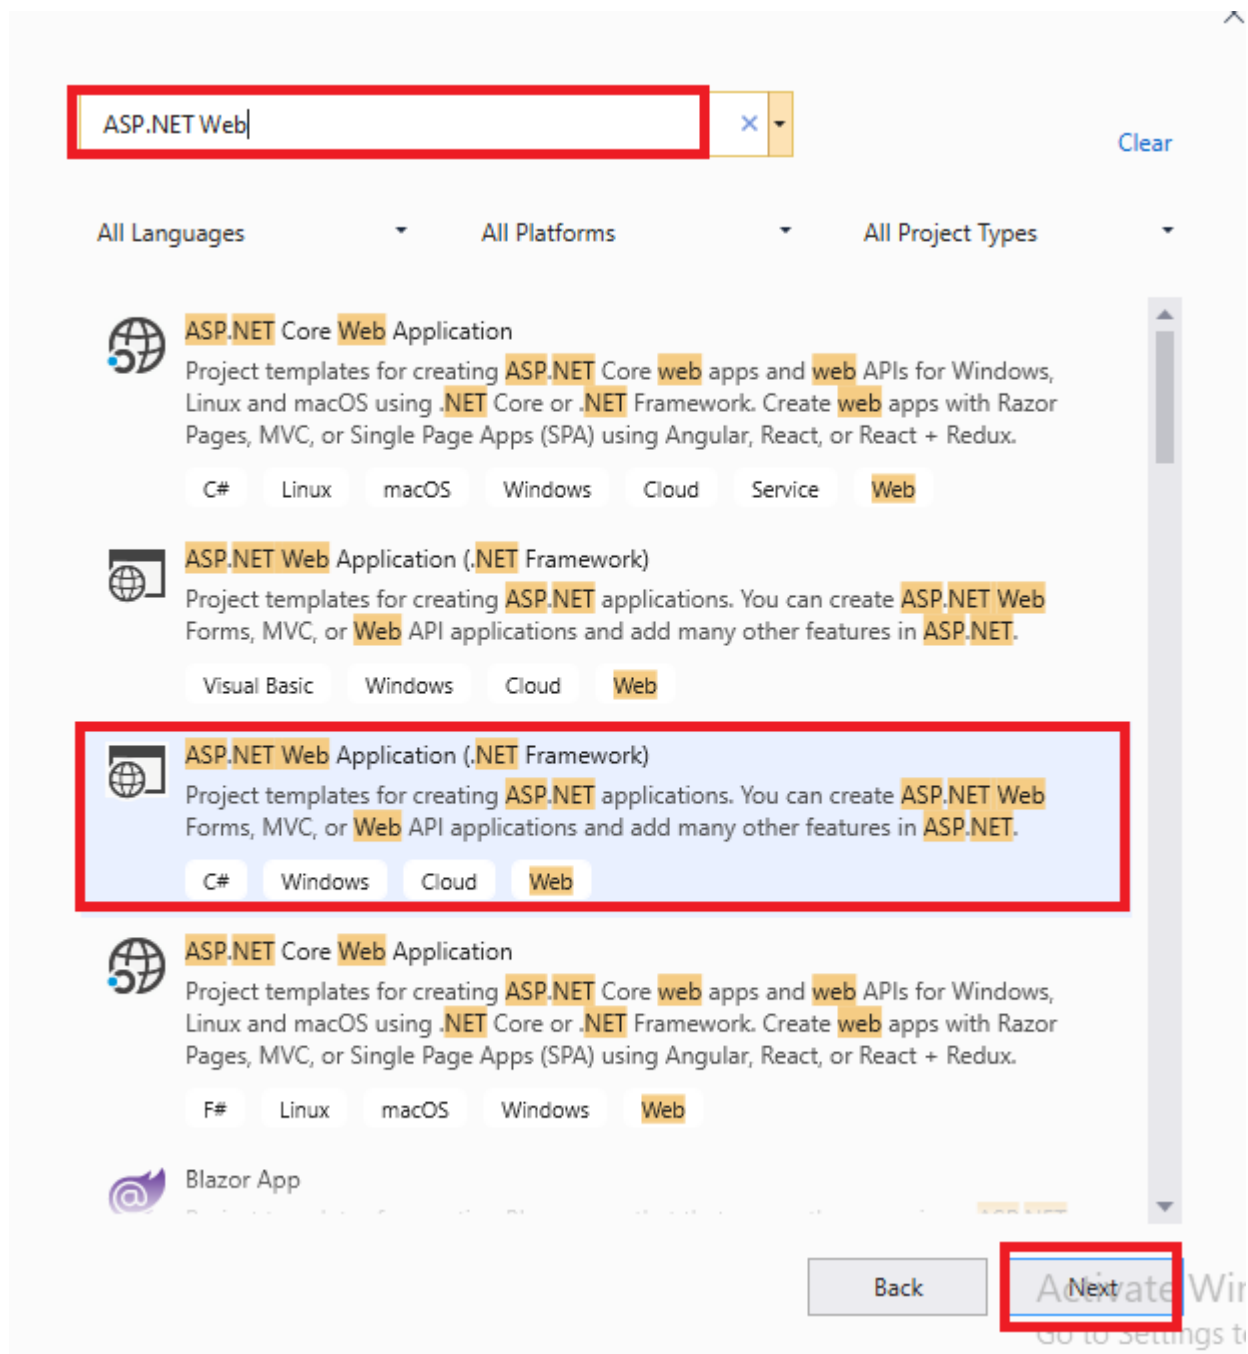 ASP.NET Web
Clear
All Languages All Platforms All Project Types
ASP.NET Core Web Application
Project templates for creating ASP.NET Core web apps and web APIs for Windows,
Linux and macOS using .NET Core or .NET Framework. Create web apps with Razor
Pages, MVC, or Single Page Apps (SPA) using Angular, React, or React + Redux.
C# Linux macOS Windows Cloud Service Web
ASP.NET Web Application (.NET Framework)
Project templates for creating ASP.NET applications. You can create ASP.NET Web
Forms, MVC, or Web API applications and add many other features in ASP.NET.
Visual Basic Windows Cloud Web
ASP.NET Web Application (.NET Framework)
Project templates for creating ASP.NET applications. You can create ASP.NET Web
Forms, MVC, or Web API applications and add many other features in ASP.NET.
C# Windows Cloud Web
ASP.NET Core Web Application
Project templates for creating ASP.NET Core web apps and web APIs for Windows,
Linux and macOS using .NET Core or .NET Framework. Create web apps with Razor
Pages, MVC, or Single Page Apps (SPA) using Angular, React, or React + Redux.
F# Linux macOS Windows Web
Blazor App
Back Next
Activate Wi
Go to Settings t